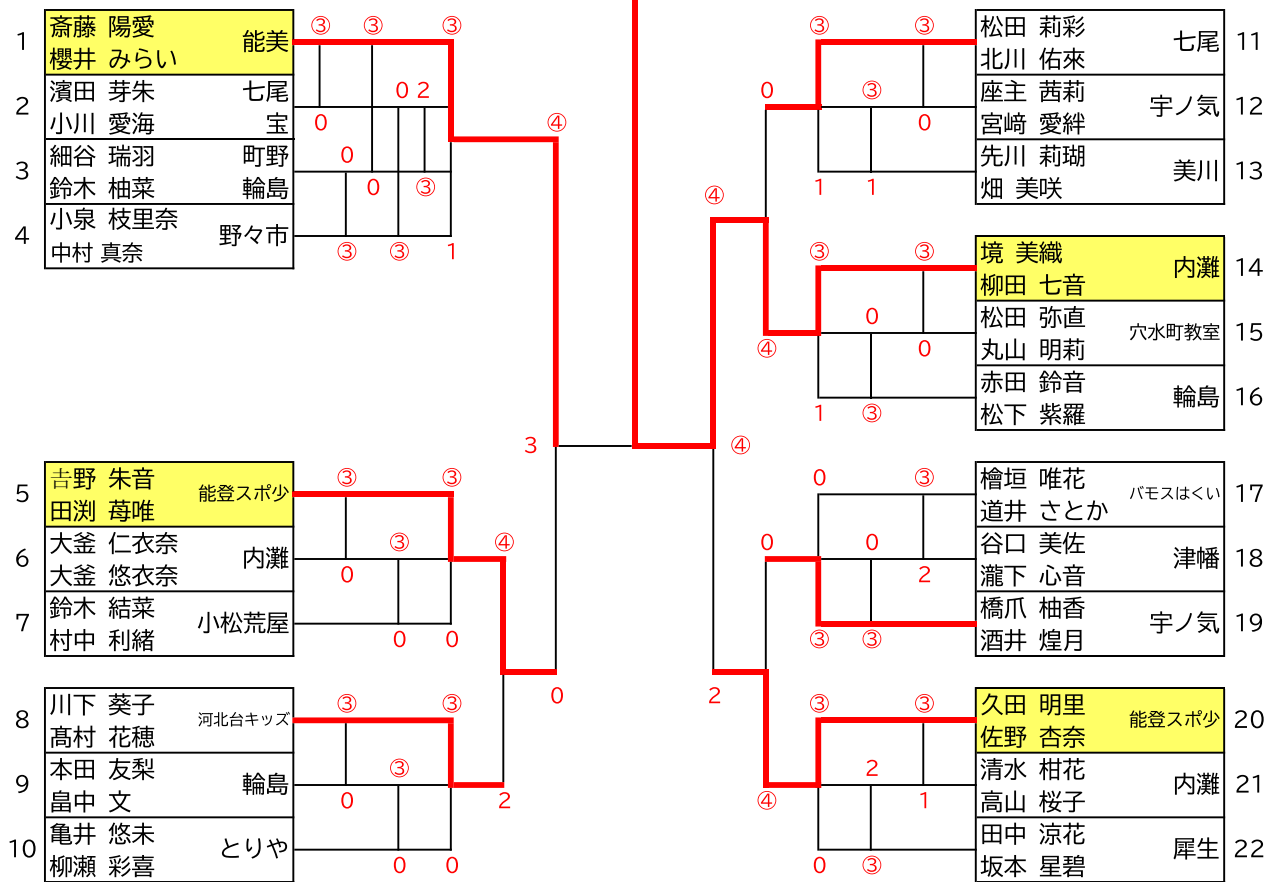 1 斎藤 陽愛 能美
櫻井 みらい
2 濱田 芽朱 七尾
小川 愛海 宝
3 細谷 瑞羽 町野
鈴木 柚菜 輪島
4 小泉 枝里奈 野々市
中村 真奈
③ ③ ③
0 2
0
0
0 ③
③ ③ 1
④
5 𠮷野 朱音 能登スポ少
田渕 苺唯
6 大釜 仁衣奈 内灘
大釜 悠衣奈
7 鈴木 結菜 小松荒屋
村中 利緒
③ ③
③ ④
0
0 0
8 川下 葵子 河北台キッズ
髙村 花穂
9 本田 友梨 輪島
畠中 文
10 亀井 悠未 とりや
柳瀬 彩喜
③ ③
③
0 2
0 0
0
3 ④
松田 莉彩 七尾 11
北川 佑來
座主 茜莉 宇ノ気 12
宮﨑 愛絆
先川 莉瑚 美川 13
畑 美咲
③ ③
0 ③
0
1 1
④
境 美織 内灘 14
柳田 七音
松田 弥直 穴水町教室 15
丸山 明莉
赤田 鈴音 輪島 16
松下 紫羅
③ ③
0
④ 0
1 ③
檜垣 唯花 バモスはくい 17
道井 さとか
谷口 美佐 津幡 18
瀧下 心音
橋爪 柚香 宇ノ気 19
酒井 煌月
0 ③
0 0
2
③ ③
久田 明里 能登スポ少 20
佐野 杏奈
清水 柑花 内灘 21
高山 桜子
田中 涼花 犀生 22
坂本 星碧
2 ③ ③
2
④ 1
0 ③